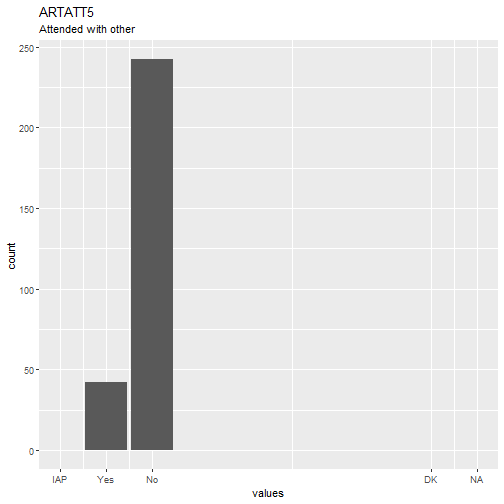 ARTATT5
Attended with other
250
200
150
100
50
0
count
IAP Yes No DK NA
values